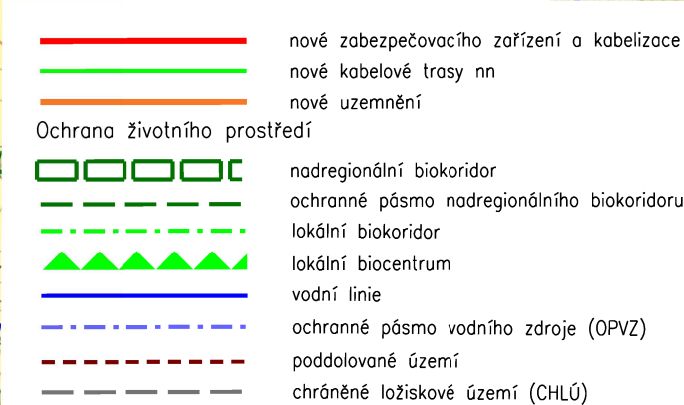 nové zabezpečovacího zařízení a kabelizace
nové kabelové trasy nn
nové uzemnění
Ochrana životního prostředí
nadregionální biokoridor
ochranné pásmo nadregionálního biokoridoru
lokální biokoridor
lokální biocentrum
vodní linie
ochranné pásmo vodního zdroje (OPVZ)
poddolované území
chráněné ložiskové území (CHLÚ)